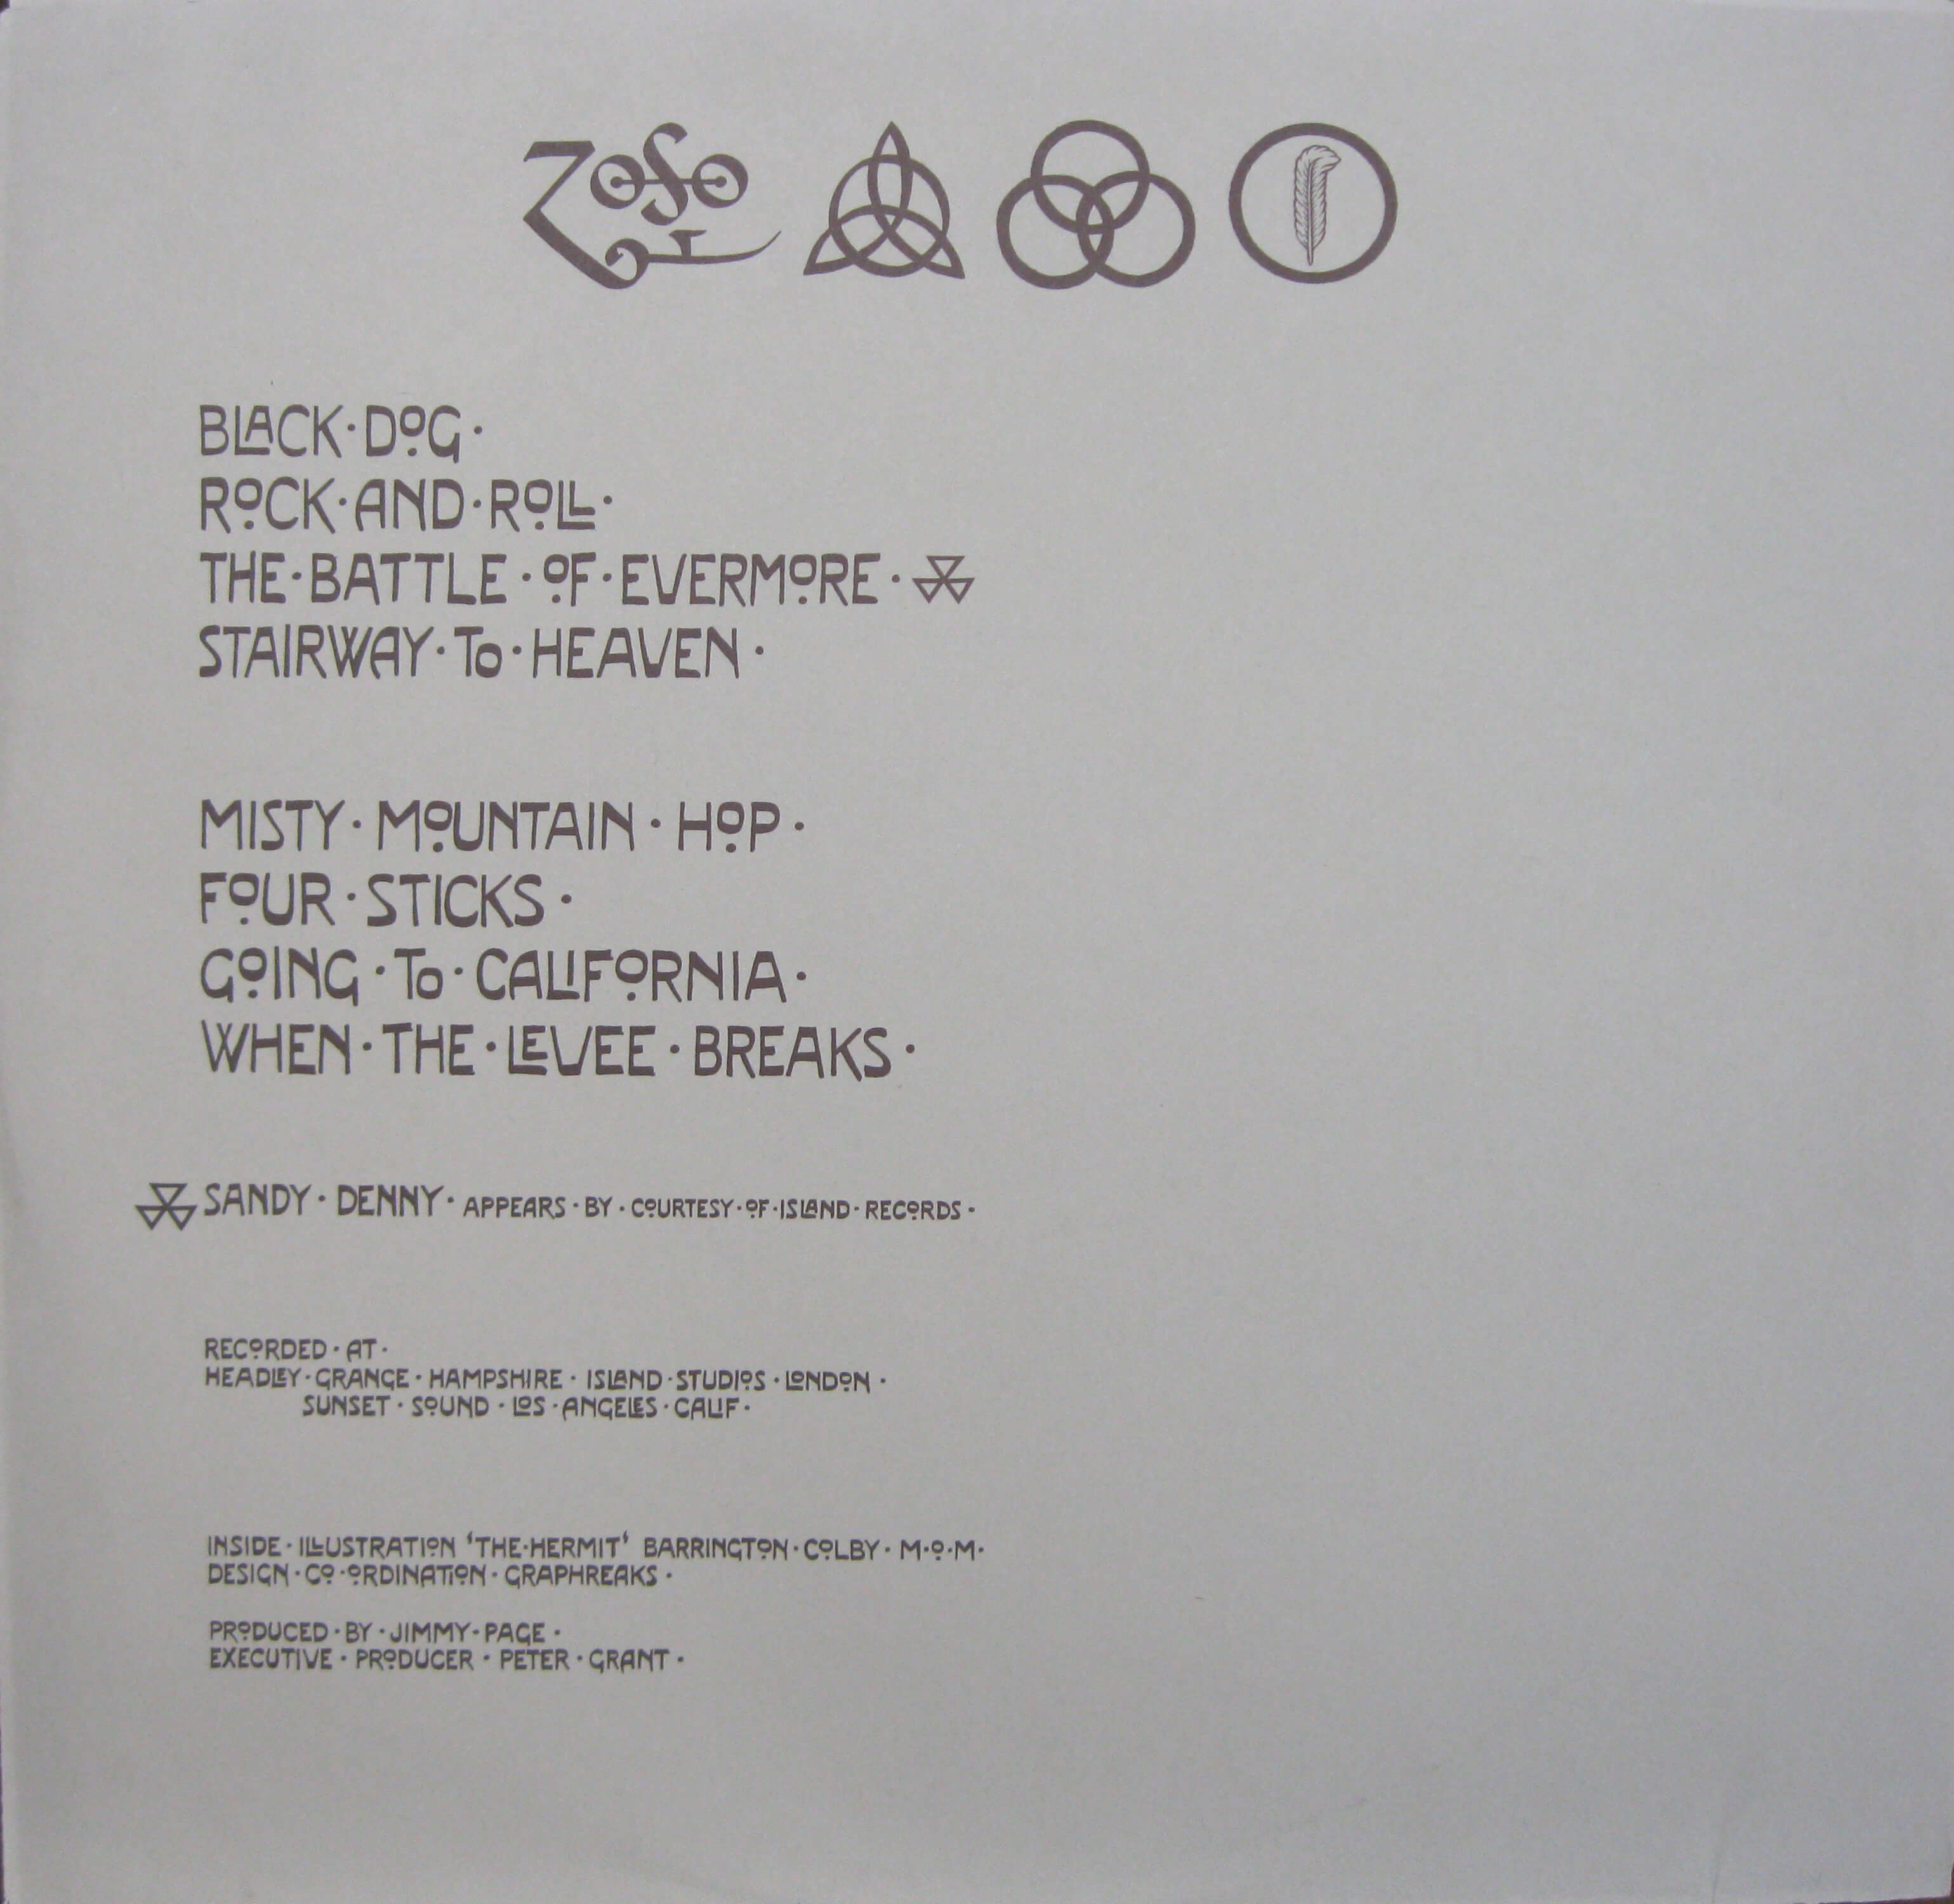 ZOSO
BLACK·DOG·
ROCK·AND·ROLL·
THE·BATTLE·OF·EVERMORE·
STAIRWAY·To·HEAVEN·
MISTY·MOUNTAIN·HOP·
FOUR·STICKS·
GOING·To·CALIFORNIA·
WHEN·THE·LEVEE·BREAKS·
SANDY·DENNY·APPEARS·BY·COURTESY·OF·ISLAND·RECORDS·
RECORDED·AT·
HEADLEY·GRANGE·HAMPSHIRE·ISLAND·STUDIOS·LONDON·
SUNSET·SOUND·LOS·ANGELES·CALIF·
INSIDE·ILLUSTRATION 'THE·HERMIT' BARRINGTON·COLBY·M·O·M·
DESIGN·CO·ORDINATION·GRAPHREAKS·
PRODUCED·BY·JIMMY·PAGE·
EXECUTIVE·PRODUCER·PETER·GRANT·